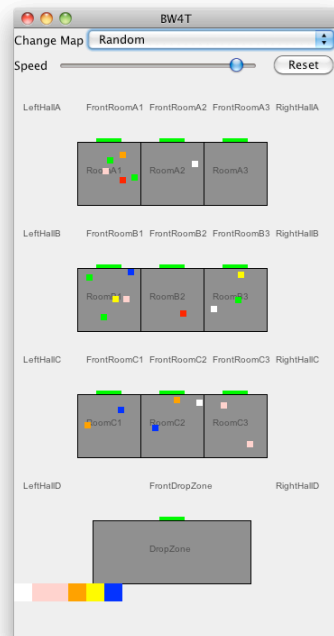 BW4T
Change Map Random
Speed Reset
LeftHallA FrontRoomA1 FrontRoomA2 FrontRoomA3 RightHallA
RoomA1 RoomA2 RoomA3
LeftHallB FrontRoomB1 FrontRoomB2 FrontRoomB3 RightHallB
RoomB1 RoomB2 RoomB3
LeftHallC FrontRoomC1 FrontRoomC2 FrontRoomC3 RightHallC
RoomC1 RoomC2 RoomC3
LeftHallD FrontDropZone RightHallD
DropZone